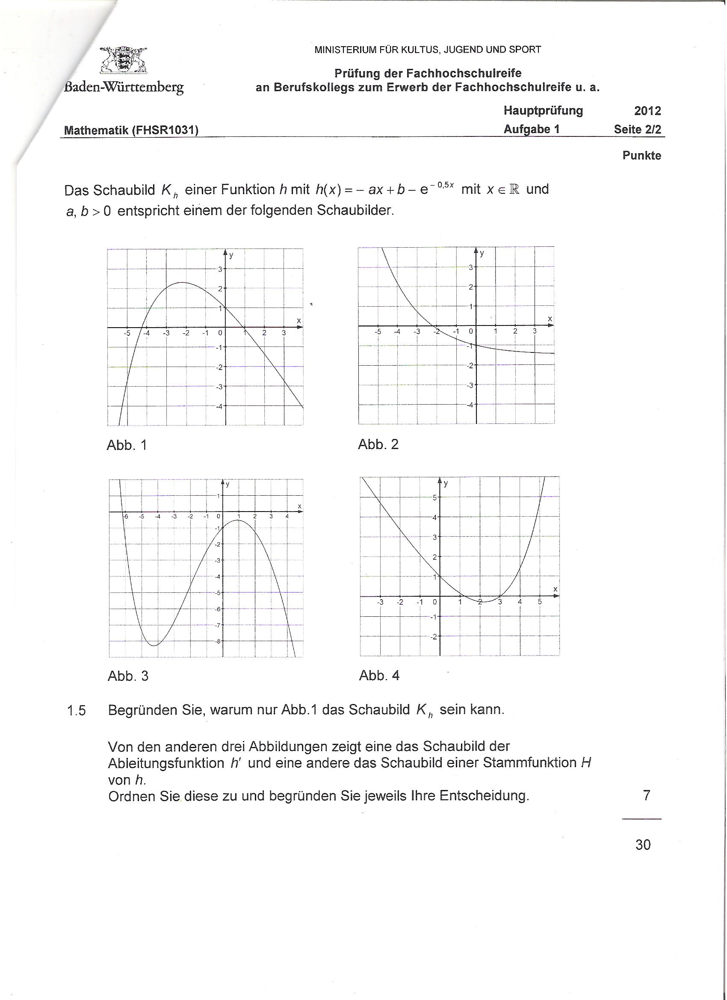 MINISTERIUM FÜR KULTUS, JUGEND UND SPORT
Baden-Württemberg
Prüfung der Fachhochschulreife
an Berufskollegs zum Erwerb der Fachhochschulreife u. a.
Hauptprüfung 2012
Mathematik (FHSR1031) Aufgabe 1 Seite 2/2
Punkte
Das Schaubild K_h einer Funktion h mit h(x) = – ax + b – e^{– 0,5x} mit x ∈ ℝ und
a, b > 0 entspricht einem der folgenden Schaubilder.
y
3
2
1
x
-5 -4 -3 -2 -1 0 1 2 3
-1
-2
-3
-4
Abb. 1
y
3
2
1
x
-5 -4 -3 -2 -1 0 1 2 3
-1
-2
-3
-4
Abb. 2
y
1
x
-6 -5 -4 -3 -2 -1 0 1 2 3 4
-1
-2
-3
-4
-5
-6
-7
-8
Abb. 3
y
5
4
3
2
1
x
-3 -2 -1 0 1 2 3 4 5
-1
-2
Abb. 4
1.5 Begründen Sie, warum nur Abb.1 das Schaubild K_h sein kann.
Von den anderen drei Abbildungen zeigt eine das Schaubild der
Ableitungsfunktion h' und eine andere das Schaubild einer Stammfunktion H
von h.
Ordnen Sie diese zu und begründen Sie jeweils Ihre Entscheidung. 7
30